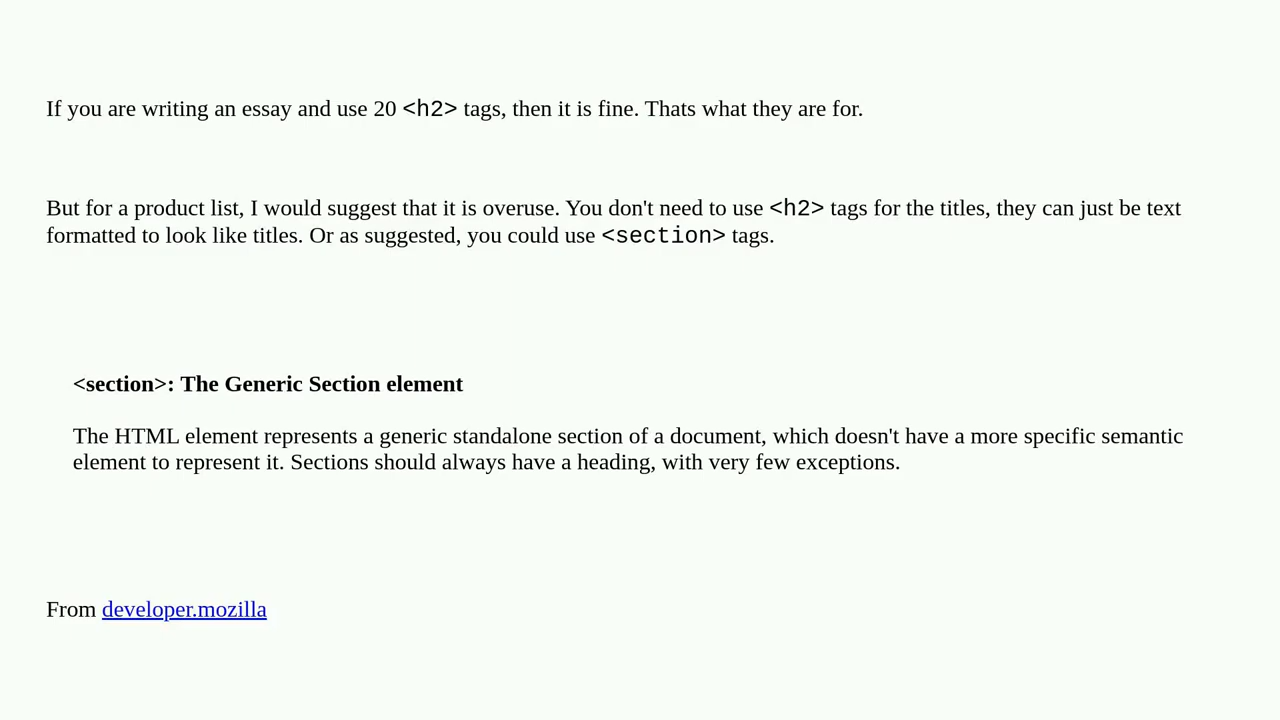 If you are writing an essay and use 20 <h2> tags, then it is fine. Thats what they are for.
But for a product list, I would suggest that it is overuse. You don't need to use <h2> tags for the titles, they can just be text
formatted to look like titles. Or as suggested, you could use <section> tags.
<section>: The Generic Section element
The HTML element represents a generic standalone section of a document, which doesn't have a more specific semantic
element to represent it. Sections should always have a heading, with very few exceptions.
From developer.mozilla